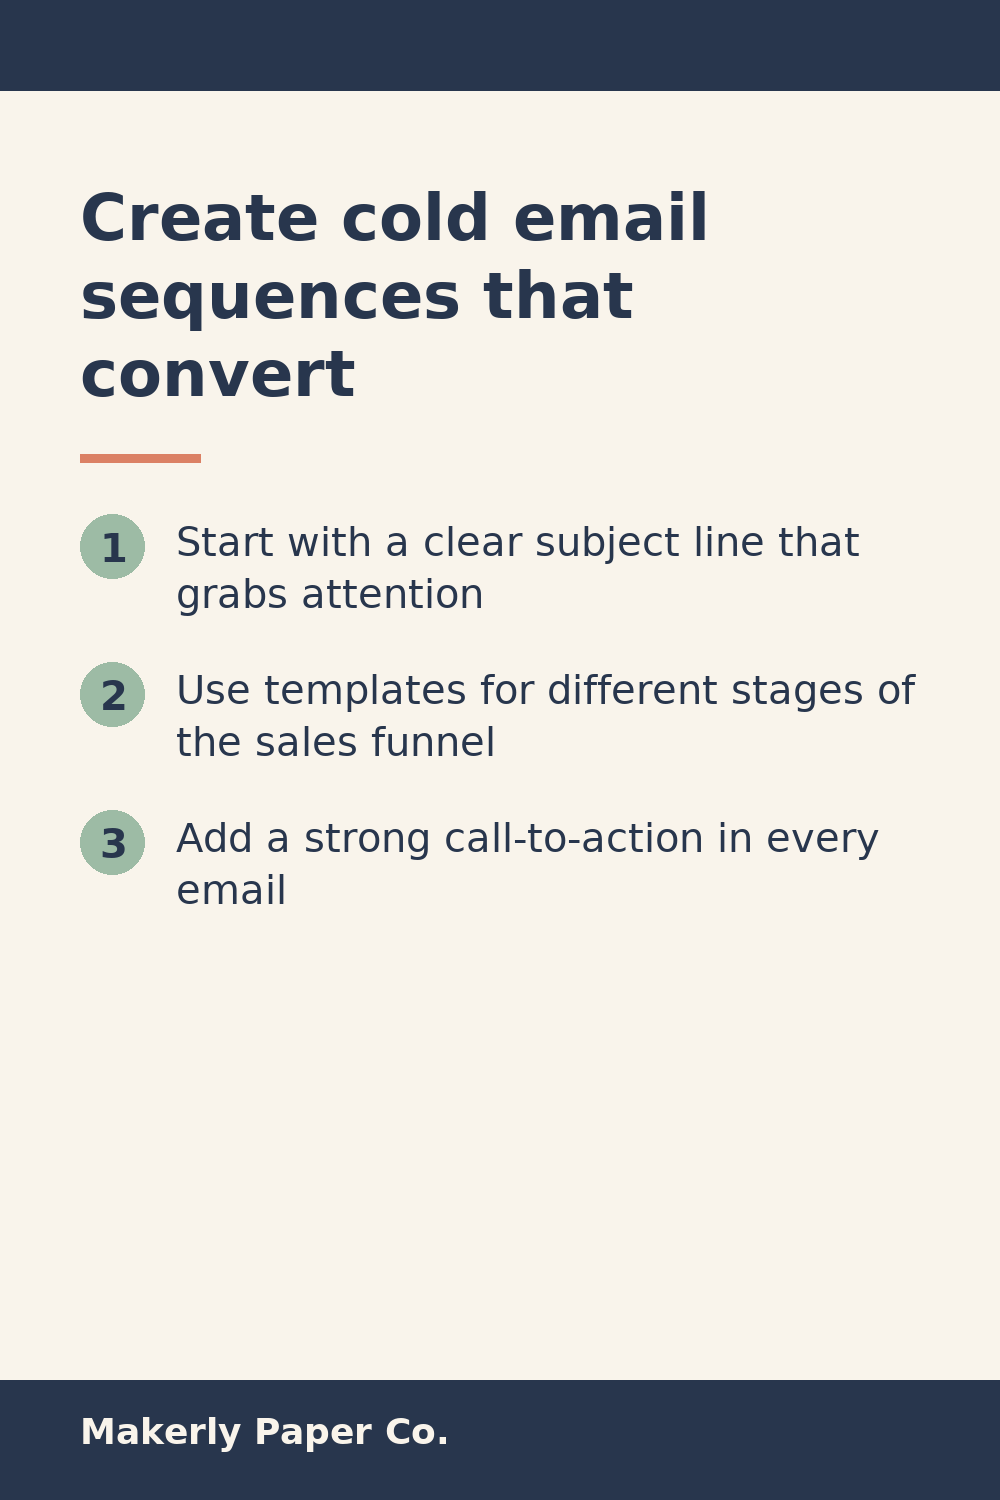 Create cold email
sequences that
convert
1 Start with a clear subject line that
grabs attention
2 Use templates for different stages of
the sales funnel
3 Add a strong call-to-action in every
email
Makerly Paper Co.